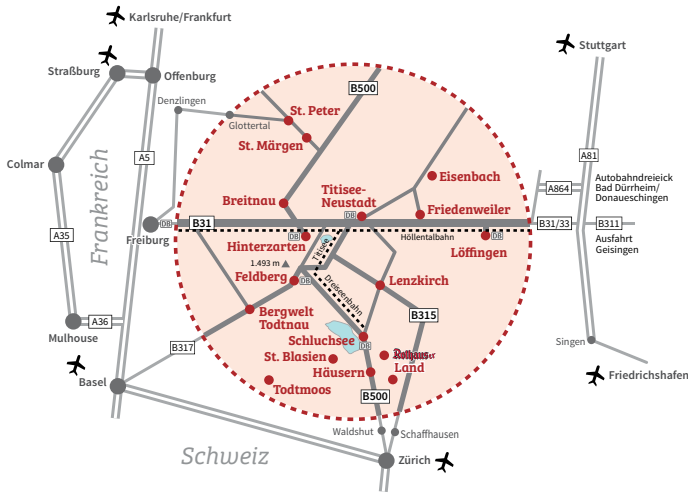 Karlsruhe/Frankfurt
Stuttgart
Straßburg
Offenburg
B500
Denzlingen
St. Peter
Glottertal
St. Märgen
A5
A81
Colmar
Frankreich
Eisenbach
Autobahndreieck
Bad Dürrheim/
Donaueschingen
A864
Titisee-
Neustadt
Breitnau
Friedenweiler
DB
B31
DB
B31/33
B311
Freiburg
A35
Höllentalbahn
DB
DB
Hinterzarten
Ausfahrt
Geisingen
Löffingen
Titisee
1.493 m
Feldberg
DB
Lenzkirch
Dreiseenbahn
Bergwelt
Todtnau
B315
A36
Mulhouse
Schluchsee
DB
B317
Singen
St. Blasien
Land
Häusern
Basel
Friedrichshafen
Todtmoos
B500
Waldshut
Schaffhausen
Schweiz
Zürich